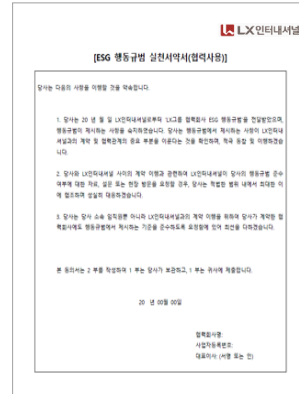 LX인터내셔널
[ESG 행동규범 실천서약서(협력사용)]
당사는 다음의 사항을 이행할 것을 약속합니다.
1. 당사는 20 년 월 일 LX인터내셔널로부터 'LX그룹 협력회사 ESG 행동규범'을 전달받았으며,
행동규범이 제시하는 사항을 숙지하였습니다. 당사는 행동규범에서 제시하는 사항이 LX인터내
셔널과의 계약 및 협력관계의 중요 부분을 이룬다는 것을 확인하며, 적극 동참 및 이행하겠습
니다.
2. 당사와 LX인터내셔널 사이의 계약 이행과 관련하여 LX인터내셔널이 당사의 행동규범 준수
여부에 대한 자료, 설문 또는 현장 방문을 요청할 경우, 당사는 적법한 범위 내에서 최대한 이
에 협조하며 성실히 대응하겠습니다.
3. 당사는 당사 소속 임직원뿐 아니라 LX인터내셔널과의 계약 이행을 위하여 당사가 계약한 협
력회사에도 행동규범에서 제시하는 기준을 준수하도록 요청함에 있어 최선을 다하겠습니다.
본 동의서는 2 부를 작성하여 1 부는 당사가 보관하고, 1 부는 귀사에 제출합니다.
20 년 00월 00일
협력회사명:
사업자등록번호:
대표이사: (서명 또는 인)